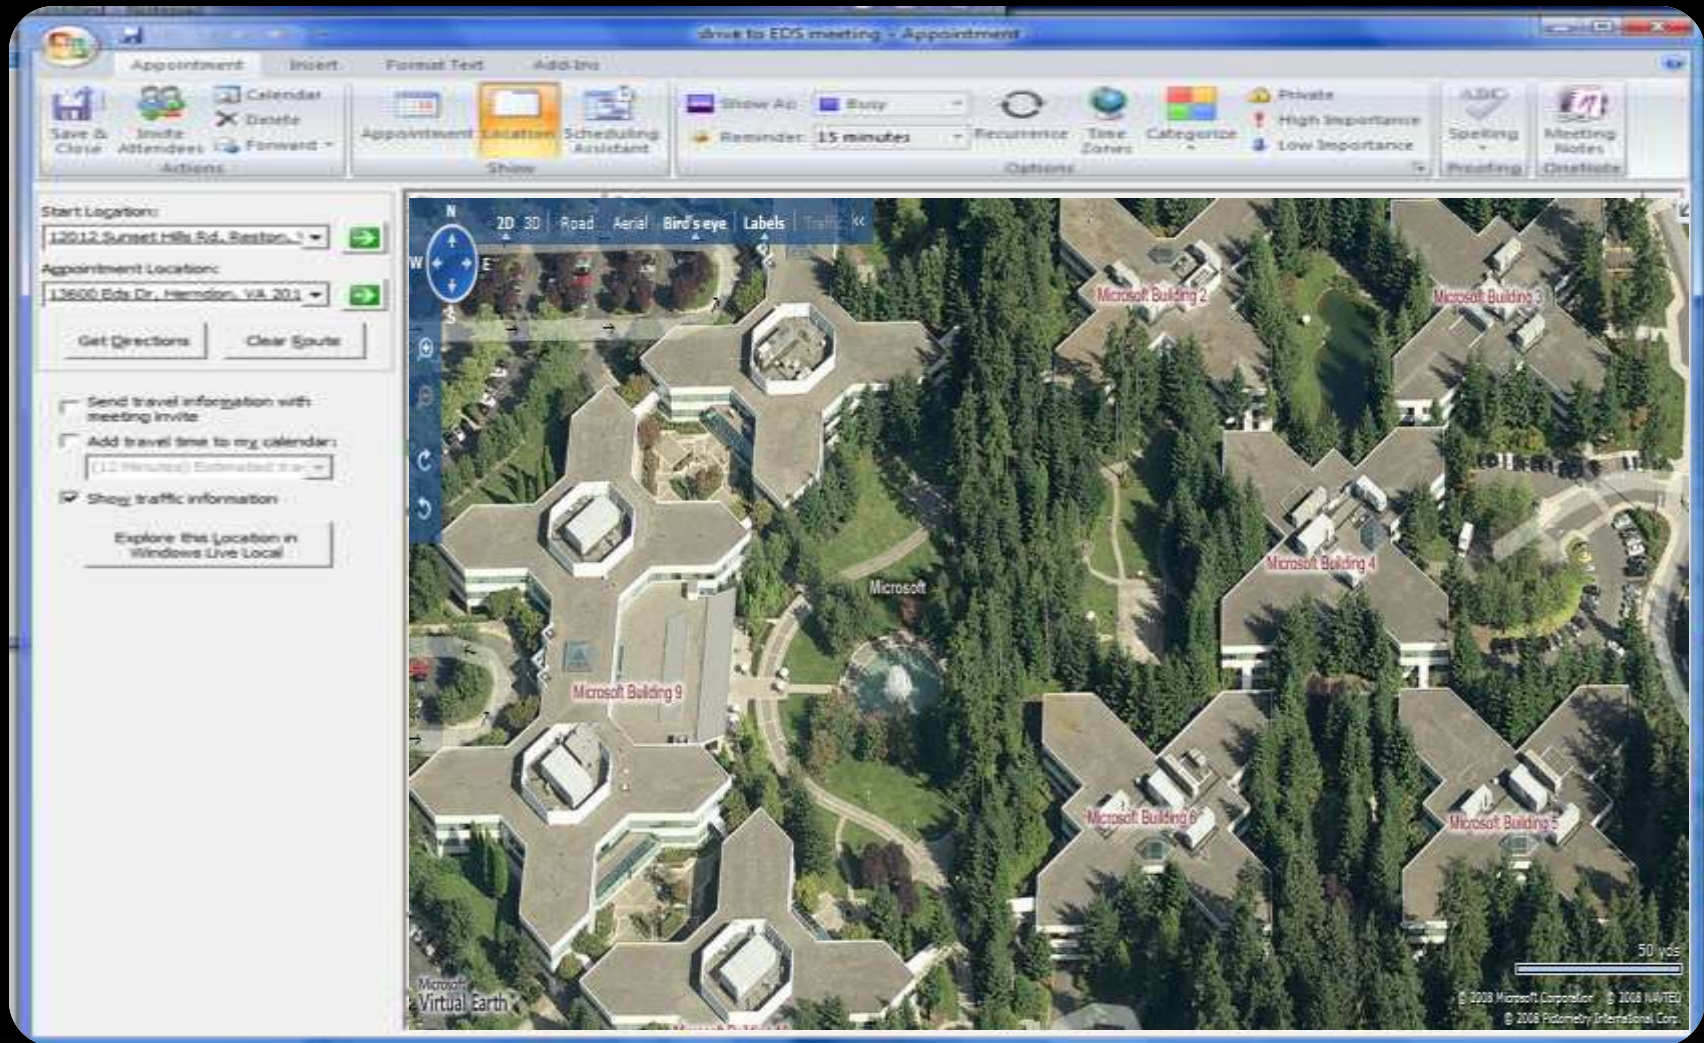 drive to EDS meeting - Appointment
Appointment Insert Format Text Add-Ins
Save & Close
Invite Attendees
Calendar
Delete
Forward
Actions
Appointment
Location
Scheduling Assistant
Show
Show As: Busy
Reminder: 15 minutes
Recurrence
Time Zones
Categorize
Private
High Importance
Low Importance
Options
ABC
Spelling
Proofing
Meeting Notes
OneNote
Start Location:
12012 Sunset Hills Rd, Reston,
Appointment Location:
13600 Eds Dr, Herndon, VA 201
Get Directions Clear Route
Send travel information with
meeting invite
Add travel time to my calendar:
(12 Minutes) Estimated
Show traffic information
Explore this Location in
Windows Live Local
N
W E
S
2D 3D Road Aerial Bird's eye Labels Traffic <<
Microsoft Building 2
Microsoft Building 3
Microsoft Building 4
Microsoft
Microsoft Building 9
Microsoft Building 6
Microsoft Building 5
50 yds
Microsoft
Virtual Earth
© 2008 Microsoft Corporation © 2008 NAVTEQ
© 2008 Pictometry International Corp.